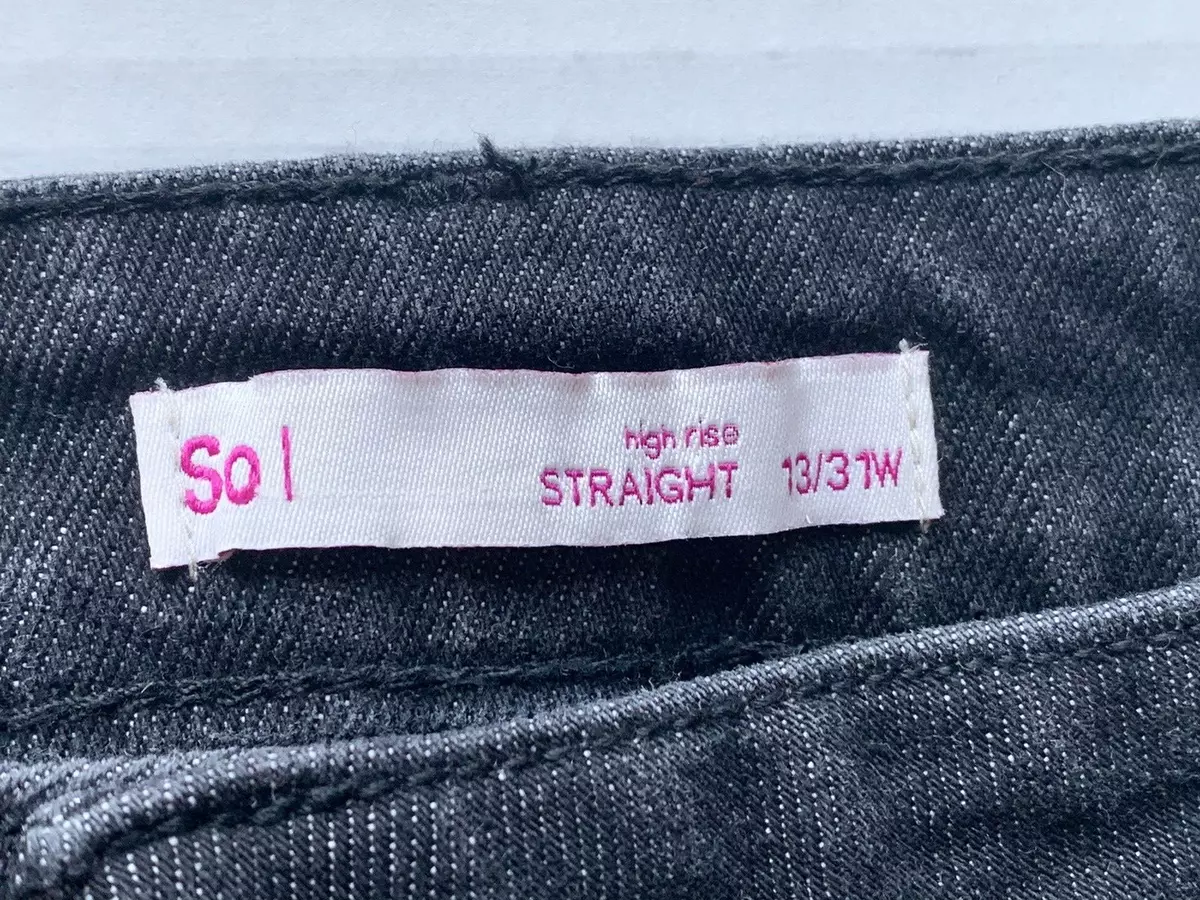 So |
high rise
STRAIGHT 13/31W